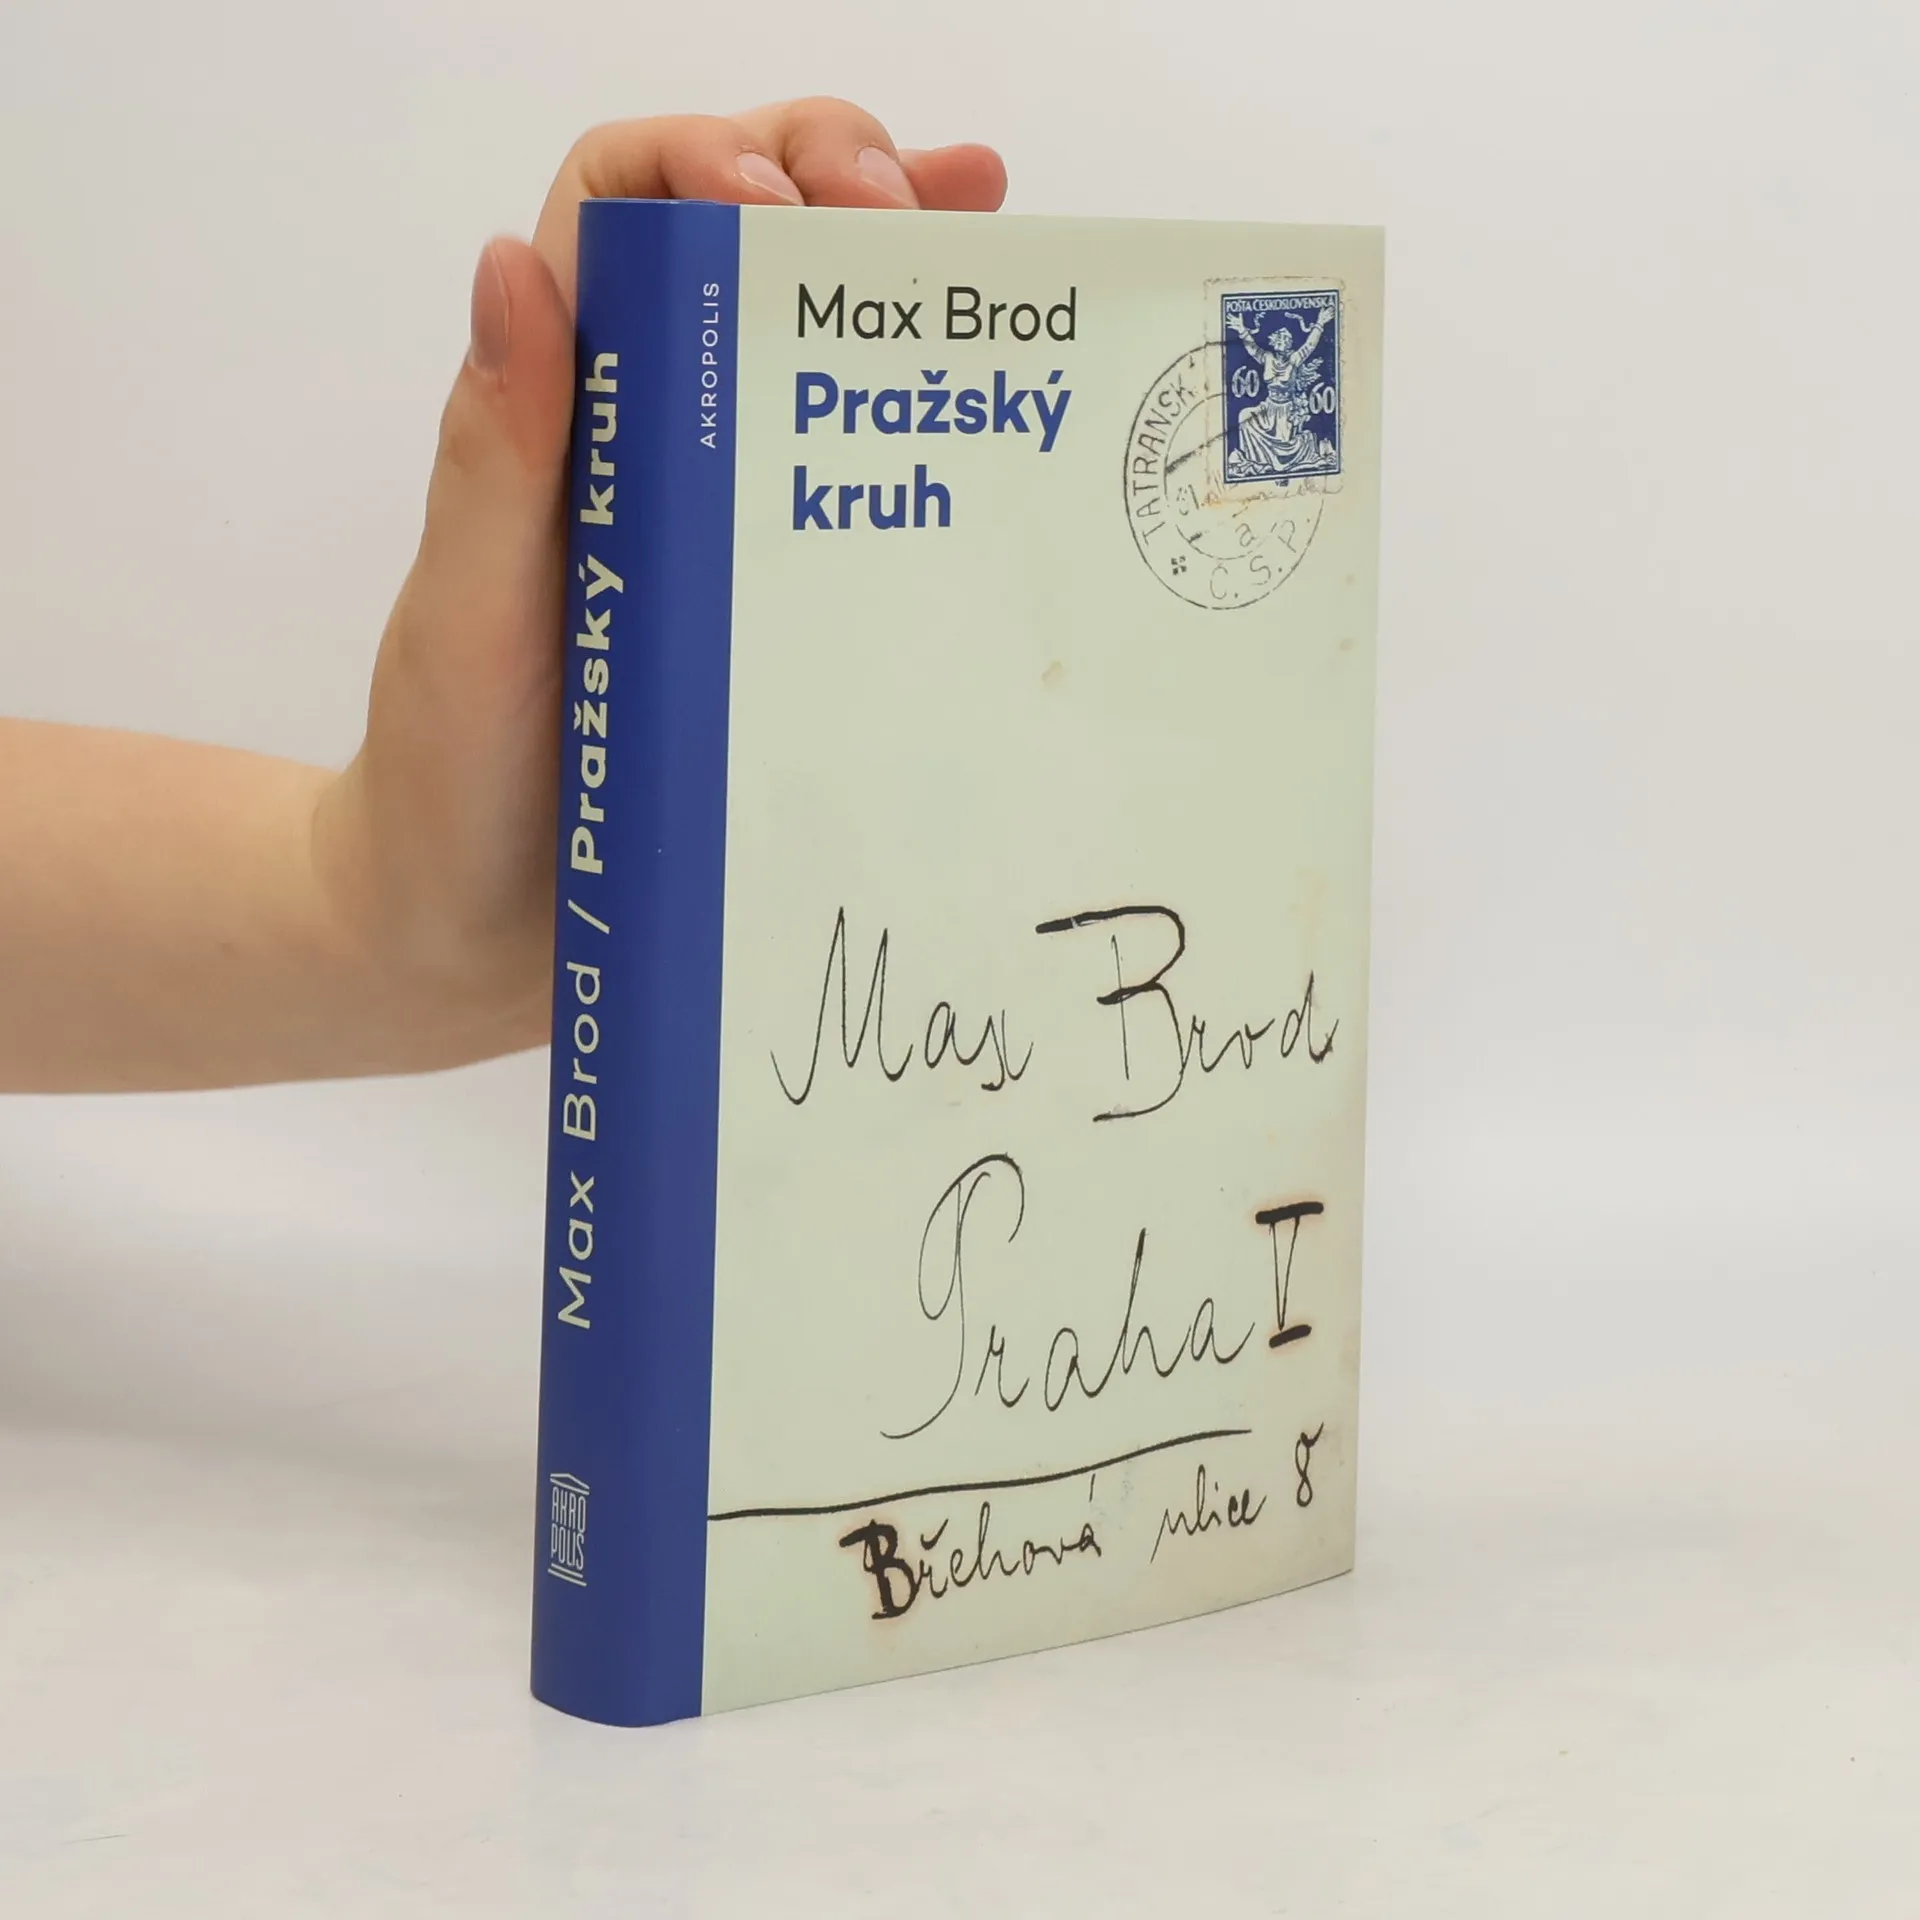 Max Brod / Pražský kruh
AKROPOLIS
AKRO
POLIS
Max Brod
Pražský
kruh
POŠTA ČESKOSLOVENSKÁ
60 60
TATRANSK
a
Č.S.P.
Max Brod
Praha V
Břehová ulice 8